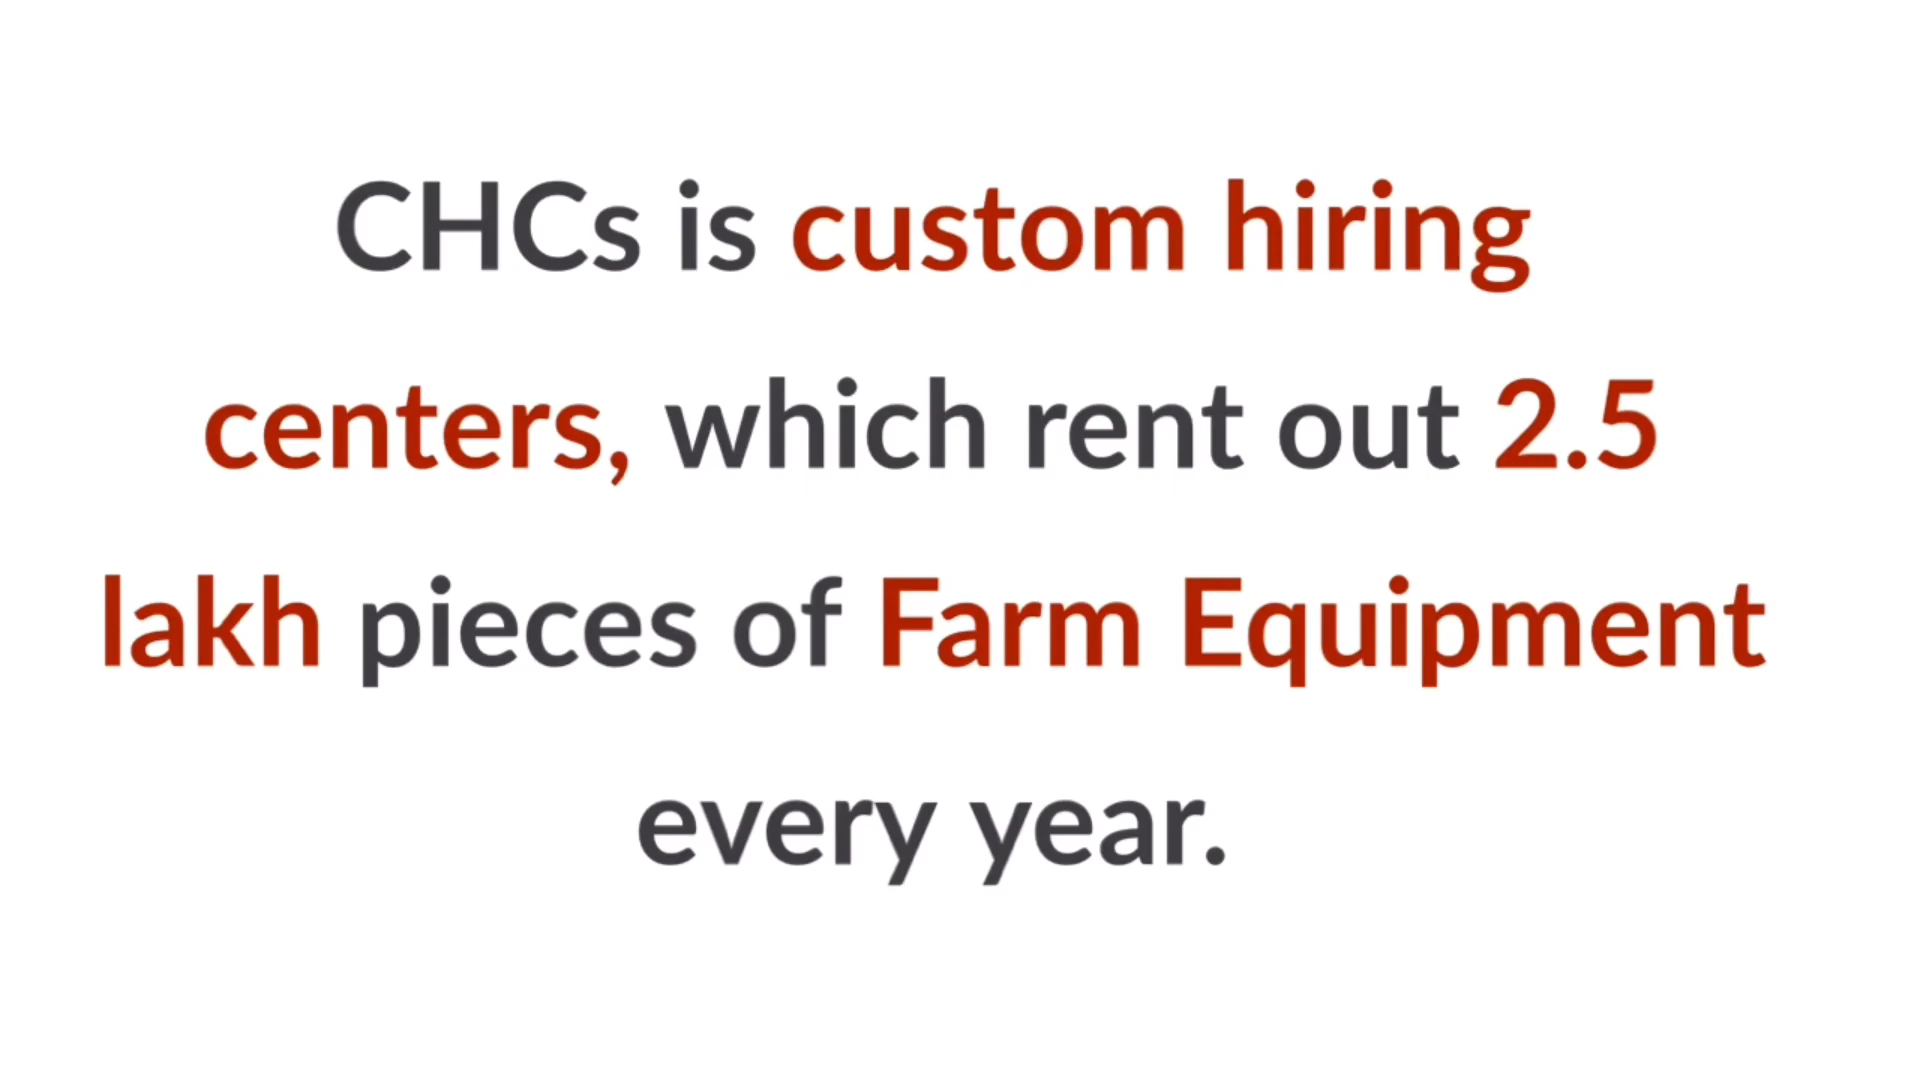 CHCs is custom hiring
centers, which rent out 2.5
lakh pieces of Farm Equipment
every year.